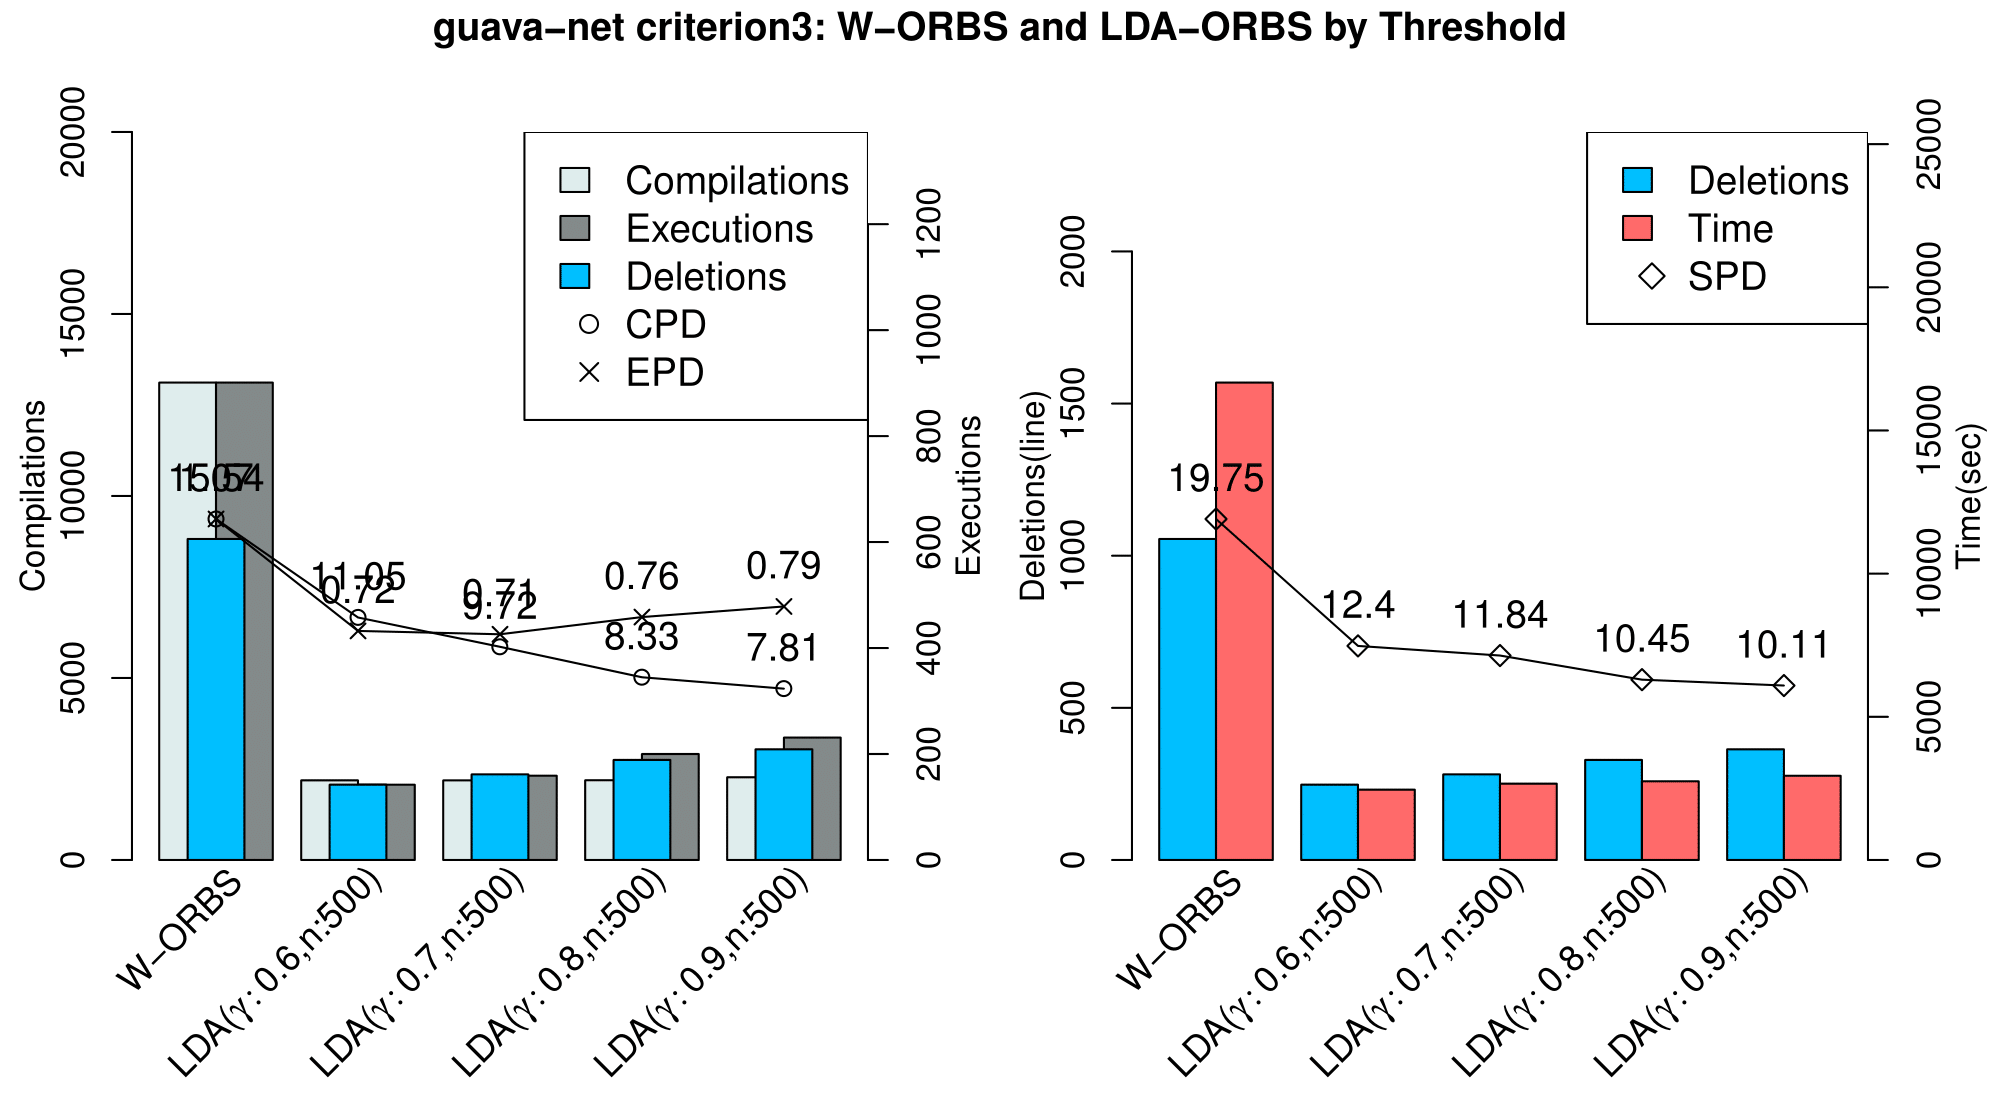 guava−net criterion3: W−ORBS and LDA−ORBS by Threshold
Compilations
0
5000
10000
15000
20000
Compilations
Executions
Deletions
CPD
EPD
15.54
1.07
11.05
0.72
0.71
9.72
0.76
8.33
0.79
7.81
0
200
400
600
800
1000
1200
Executions
W−ORBS
LDA(γ: 0.6,n:500)
LDA(γ: 0.7,n:500)
LDA(γ: 0.8,n:500)
LDA(γ: 0.9,n:500)
Deletions(line)
0
500
1000
1500
2000
Deletions
Time
SPD
19.75
12.4
11.84
10.45
10.11
0
5000
10000
15000
20000
25000
Time(sec)
W−ORBS
LDA(γ: 0.6,n:500)
LDA(γ: 0.7,n:500)
LDA(γ: 0.8,n:500)
LDA(γ: 0.9,n:500)